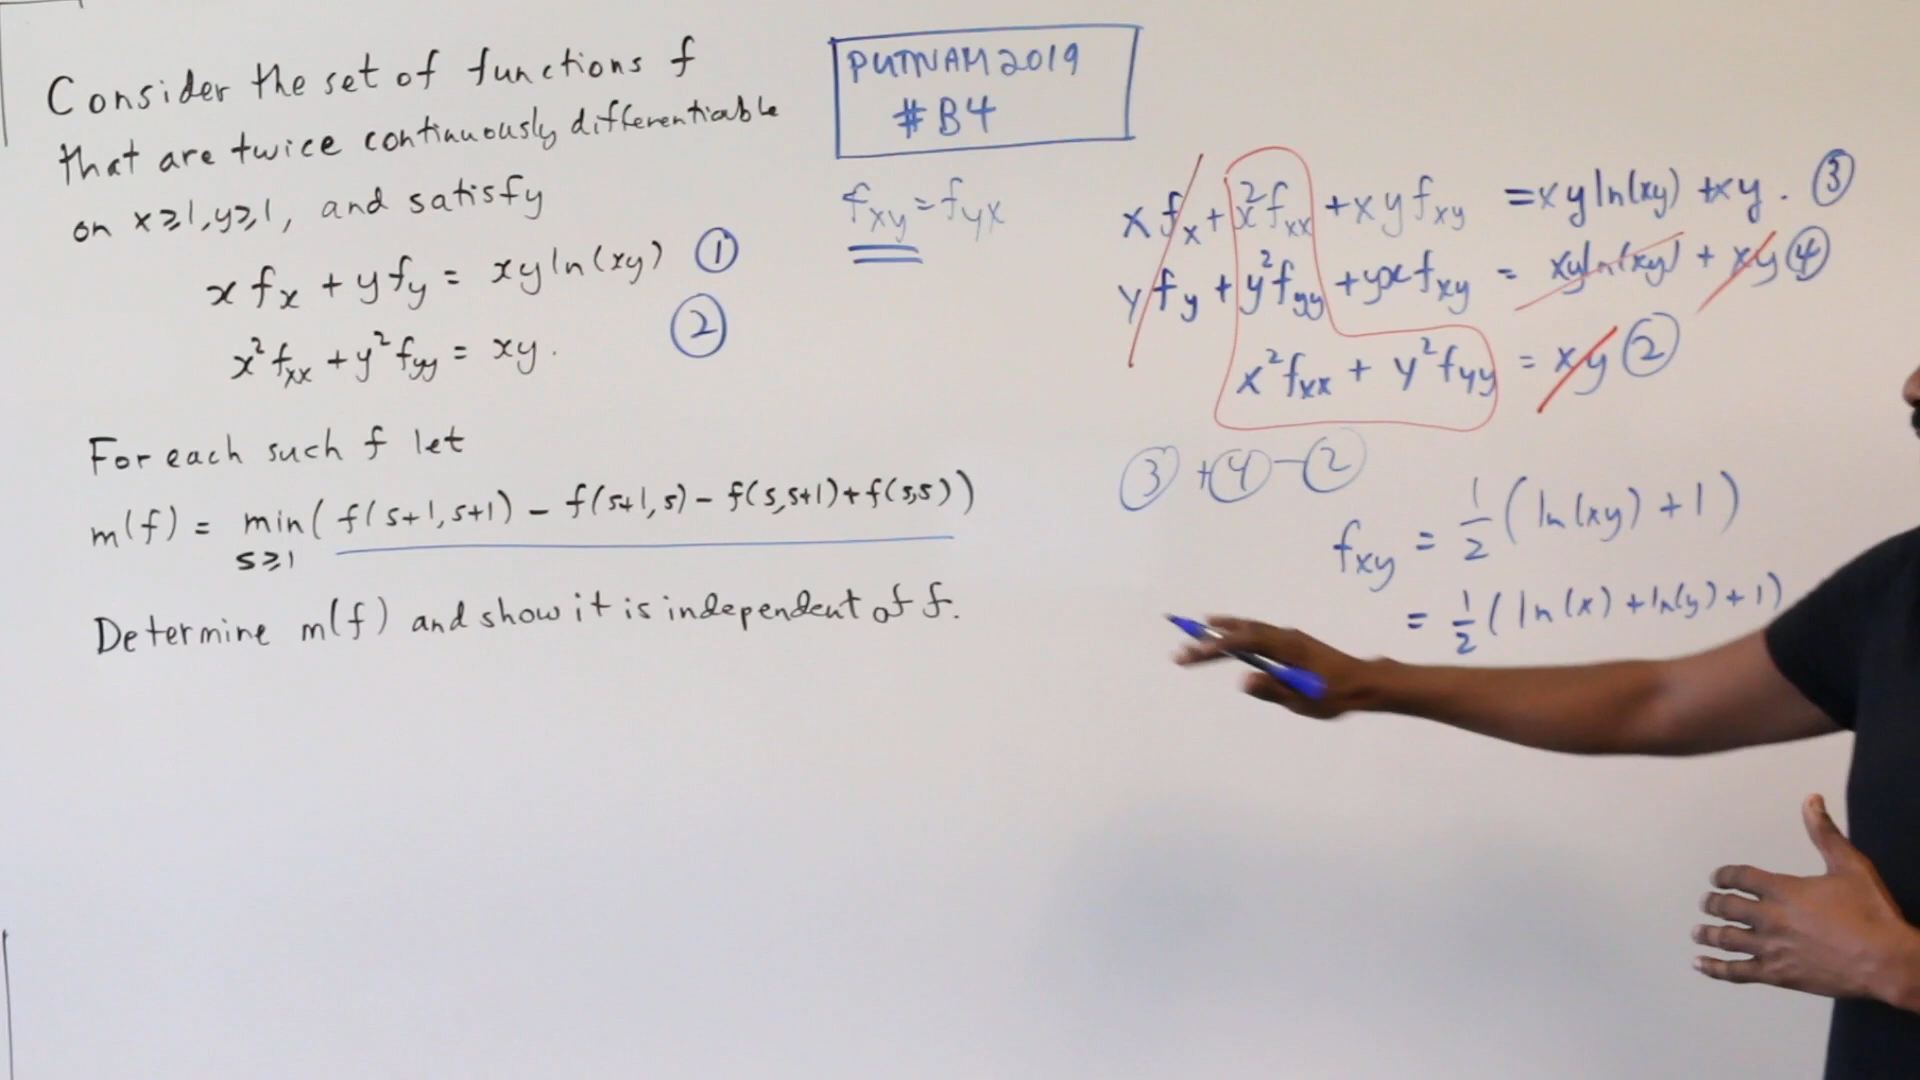 Consider the set of functions f
that are twice continuously differentiable
on x≥1, y≥1, and satisfy
x f_x + y f_y = xy ln(xy) ①
x² f_xx + y² f_yy = xy. ②
For each such f let
m(f) = min( f(s+1, s+1) - f(s+1, s) - f(s, s+1) + f(s,s))
s≥1
Determine m(f) and show it is independent of f.
PUTNAM 2019
#B4
f_xy = f_yx
x f_x + x² f_xx + x y f_xy = xy ln(xy) + xy. ③
y f_y + y² f_yy + yx f_xy = xy ln(xy) + xy ④
x² f_xx + y² f_yy = xy ②
③ + ④ - ②
f_xy = 1/2 (ln(xy) + 1)
= 1/2 (ln(x) + ln(y) + 1)